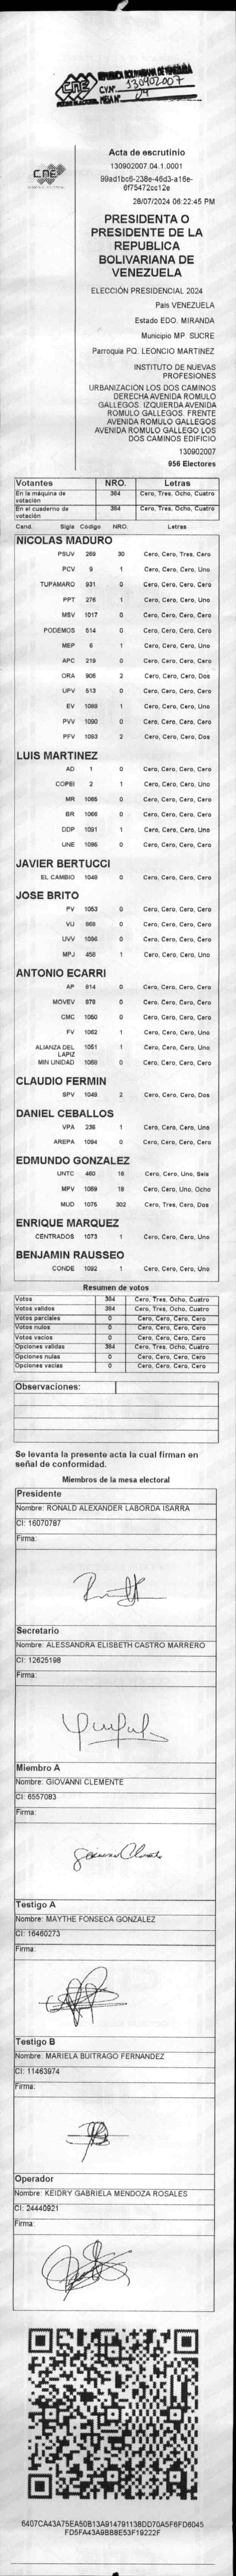 CNE
REPUBLICA BOLIVARIANA DE VENEZUELA
C.V.Nº. 130902007
MESA Nº. 04
CNE
Acta de escrutinio
130902007.04.1.0001
28/07/2024 06:22:45 PM
PRESIDENTA O
PRESIDENTE DE LA
REPUBLICA
BOLIVARIANA DE
VENEZUELA
ELECCIÓN PRESIDENCIAL 2024
País VENEZUELA
Estado EDO. MIRANDA
Municipio MP. SUCRE
Parroquia PQ. LEONCIO MARTINEZ
INSTITUTO DE NUEVAS
PROFESIONES
URBANIZACIÓN LOS DOS CAMINOS
DERECHA AVENIDA ROMULO
GALLEGOS. IZQUIERDA AVENIDA
ROMULO GALLEGOS. FRENTE
AVENIDA ROMULO GALLEGOS
AVENIDA ROMULO GALLEGO LOS
DOS CAMINOS EDIFICIO
130902007
956 Electores
Votantes NRO. Letras
En la máquina de votación 384 Cero, Tres, Ocho, Cuatro
En el cuaderno de votación 384 Cero, Tres, Ocho, Cuatro
Cand. Sigla Código NRO. Letras
NICOLAS MADURO
PSUV 269 30 Cero, Cero, Tres, Cero
PCV 9 1 Cero, Cero, Cero, Uno
TUPAMARO 931 0 Cero, Cero, Cero, Cero
PPT 276 1 Cero, Cero, Cero, Uno
MSV 1017 0 Cero, Cero, Cero, Cero
PODEMOS 514 0 Cero, Cero, Cero, Cero
MEP 6 1 Cero, Cero, Cero, Uno
APC 219 0 Cero, Cero, Cero, Cero
ORA 906 2 Cero, Cero, Cero, Dos
UPV 513 0 Cero, Cero, Cero, Cero
EV 1089 1 Cero, Cero, Cero, Uno
PVV 1090 0 Cero, Cero, Cero, Cero
PFV 1093 2 Cero, Cero, Cero, Dos
LUIS MARTINEZ
AD 1 0 Cero, Cero, Cero, Cero
COPEI 2 1 Cero, Cero, Cero, Uno
MR 1065 0 Cero, Cero, Cero, Cero
BR 1066 0 Cero, Cero, Cero, Cero
DDP 1091 1 Cero, Cero, Cero, Uno
UNE 1095 0 Cero, Cero, Cero, Cero
JAVIER BERTUCCI
EL CAMBIO 1048 0 Cero, Cero, Cero, Cero
JOSE BRITO
PV 1053 0 Cero, Cero, Cero, Cero
VU 868 0 Cero, Cero, Cero, Cero
UVV 1086 0 Cero, Cero, Cero, Cero
MPJ 458 1 Cero, Cero, Cero, Uno
ANTONIO ECARRI
AP 814 0 Cero, Cero, Cero, Cero
MOVEV 878 0 Cero, Cero, Cero, Cero
CMC 1050 0 Cero, Cero, Cero, Cero
FV 1062 1 Cero, Cero, Cero, Uno
ALIANZA DEL LAPIZ 1051 1 Cero, Cero, Cero, Uno
MIN UNIDAD 1068 0 Cero, Cero, Cero, Cero
CLAUDIO FERMIN
SPV 1049 2 Cero, Cero, Cero, Dos
DANIEL CEBALLOS
VPA 236 1 Cero, Cero, Cero, Uno
AREPA 1094 0 Cero, Cero, Cero, Cero
EDMUNDO GONZALEZ
UNTC 460 16 Cero, Cero, Uno, Seis
MPV 1069 18 Cero, Cero, Uno, Ocho
MUD 1075 302 Cero, Tres, Cero, Dos
ENRIQUE MARQUEZ
CENTRADOS 1073 1 Cero, Cero, Cero, Uno
BENJAMIN RAUSSEO
CONDE 1092 1 Cero, Cero, Cero, Uno
Resumen de votos
Votos 384 Cero, Tres, Ocho, Cuatro
Votos validos 384 Cero, Tres, Ocho, Cuatro
Votos parciales 0 Cero, Cero, Cero, Cero
Votos nulos 0 Cero, Cero, Cero, Cero
Votos vacíos 0 Cero, Cero, Cero, Cero
Opciones validas 384 Cero, Tres, Ocho, Cuatro
Opciones nulas 0 Cero, Cero, Cero, Cero
Opciones vacías 0 Cero, Cero, Cero, Cero
Observaciones:
Se levanta la presente acta la cual firman en
señal de conformidad.
Miembros de la mesa electoral
Presidente
Nombre: RONALD ALEXANDER LABORDA ISARRA
CI: 16070787
Firma:
Secretario
Nombre: ALESSANDRA ELISBETH CASTRO MARRERO
CI: 12625198
Firma:
Miembro A
Nombre: GIOVANNI CLEMENTE
CI: 6557083
Firma:
Testigo A
Nombre: MAYTHE FONSECA GONZALEZ
CI: 16460273
Firma:
Testigo B
Nombre: MARIELA BUITRAGO FERNANDEZ
CI: 11463974
Firma:
Operador
Nombre: KEIDRY GABRIELA MENDOZA ROSALES
CI: 24440921
Firma:
6407CA43A75EA50B13A914791138DD70A5F6FD6045
FD5FA43A9BB8E53F19222F